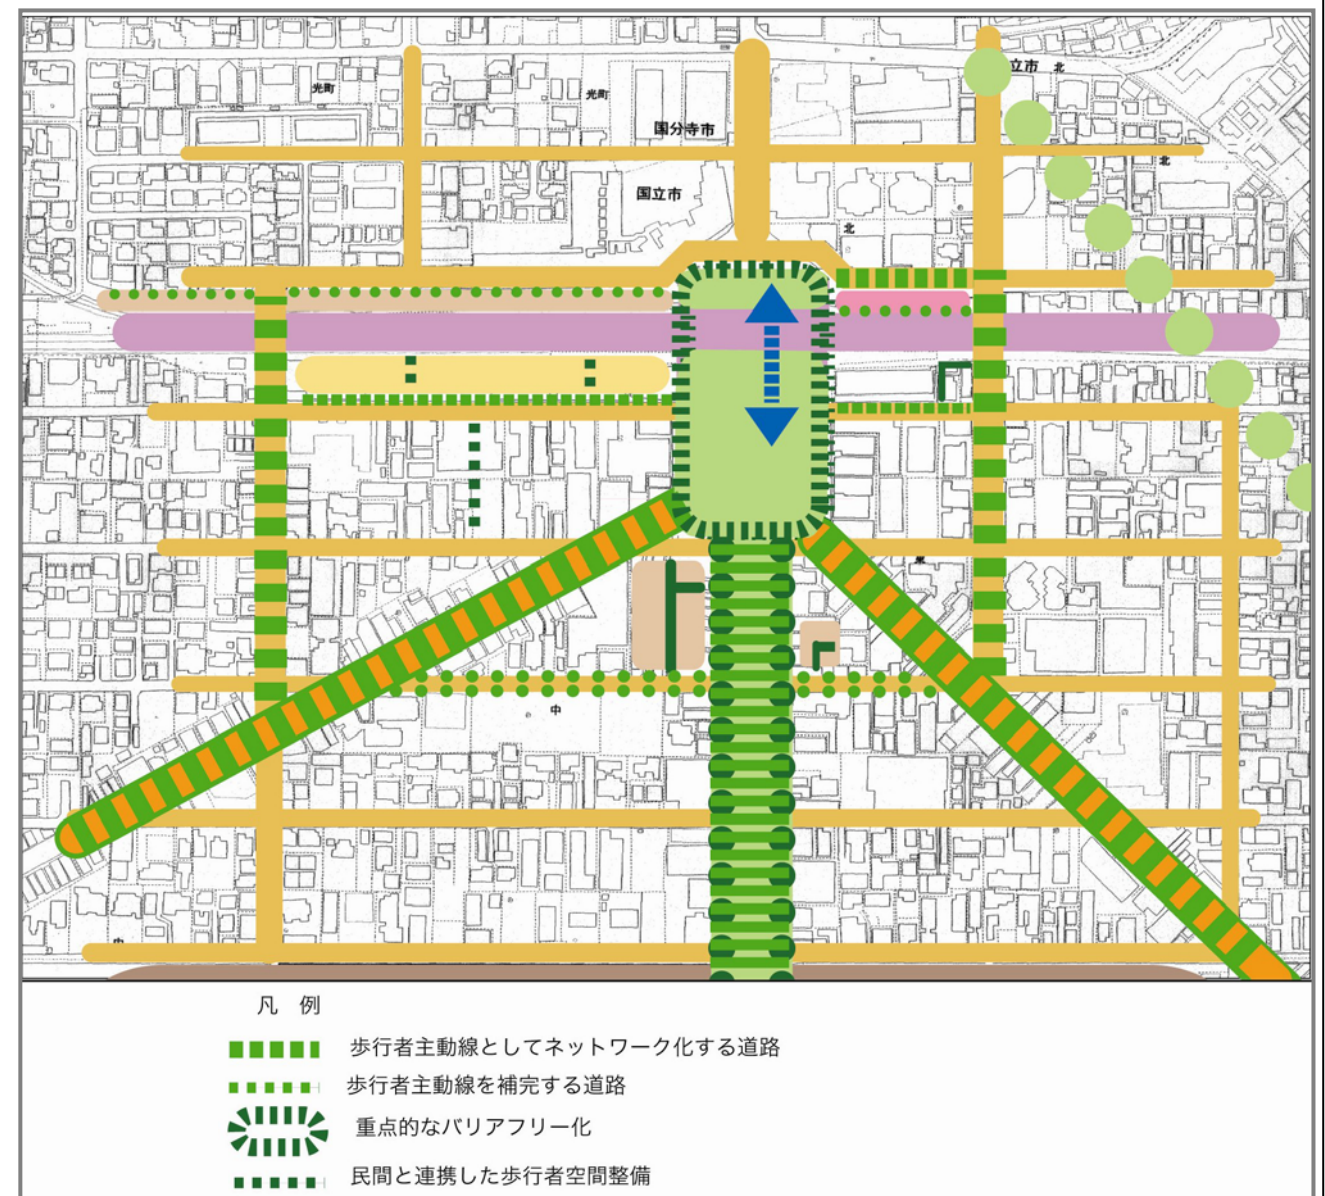 立市 北
光町
光町
国分寺市
北
国立市
北
東
中
中
凡 例
歩行者主動線としてネットワーク化する道路
歩行者主動線を補完する道路
重点的なバリアフリー化
民間と連携した歩行者空間整備